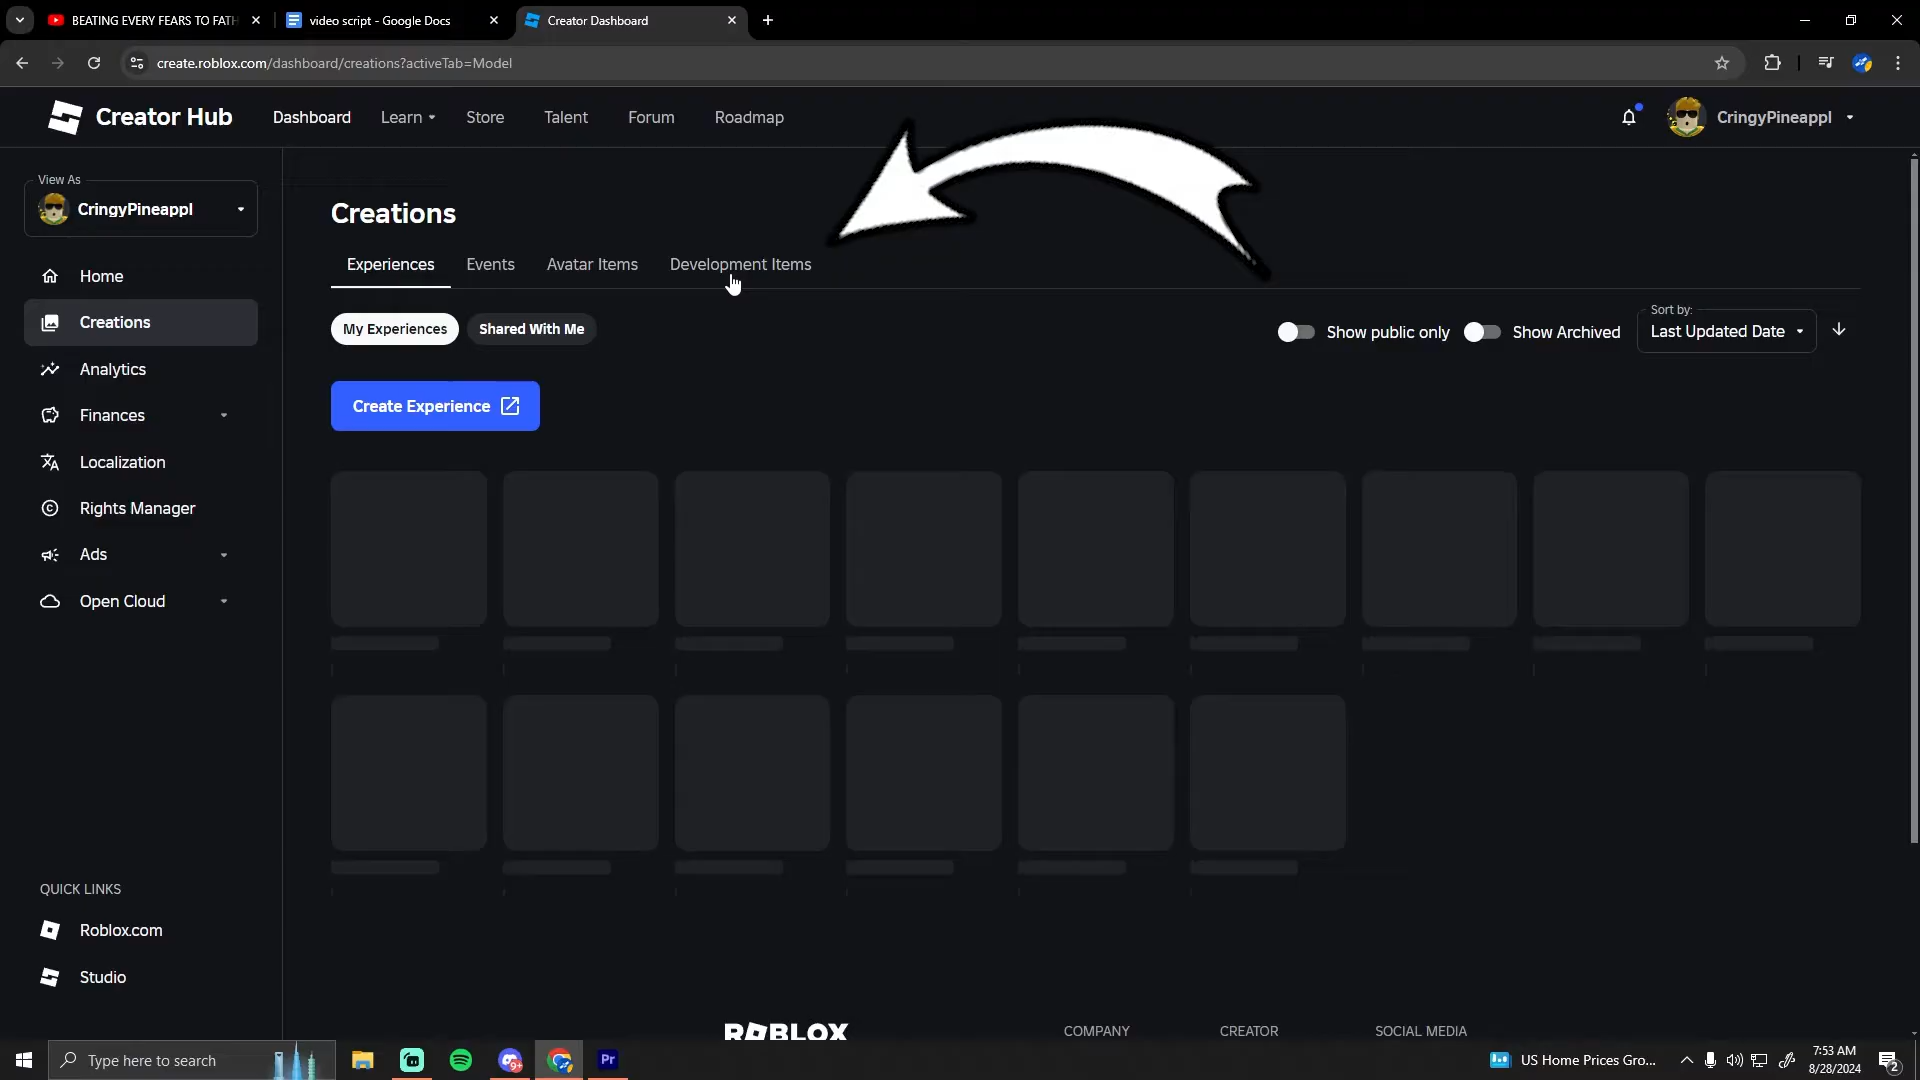 BEATING EVERY FEARS TO FATH
video script - Google Docs
Creator Dashboard
create.roblox.com/dashboard/creations?activeTab=Model
Creator Hub
Dashboard
Learn
Store
Talent
Forum
Roadmap
CringyPineappl
View As
CringyPineappl
Home
Creations
Analytics
Finances
Localization
Rights Manager
Ads
Open Cloud
QUICK LINKS
Roblox.com
Studio
Creations
Experiences
Events
Avatar Items
Development Items
My Experiences
Shared With Me
Show public only
Show Archived
Sort by:
Last Updated Date
Create Experience
ROBLOX
COMPANY
CREATOR
SOCIAL MEDIA
Type here to search
9+
Pr
US Home Prices Gro...
7:53 AM
8/28/2024
2